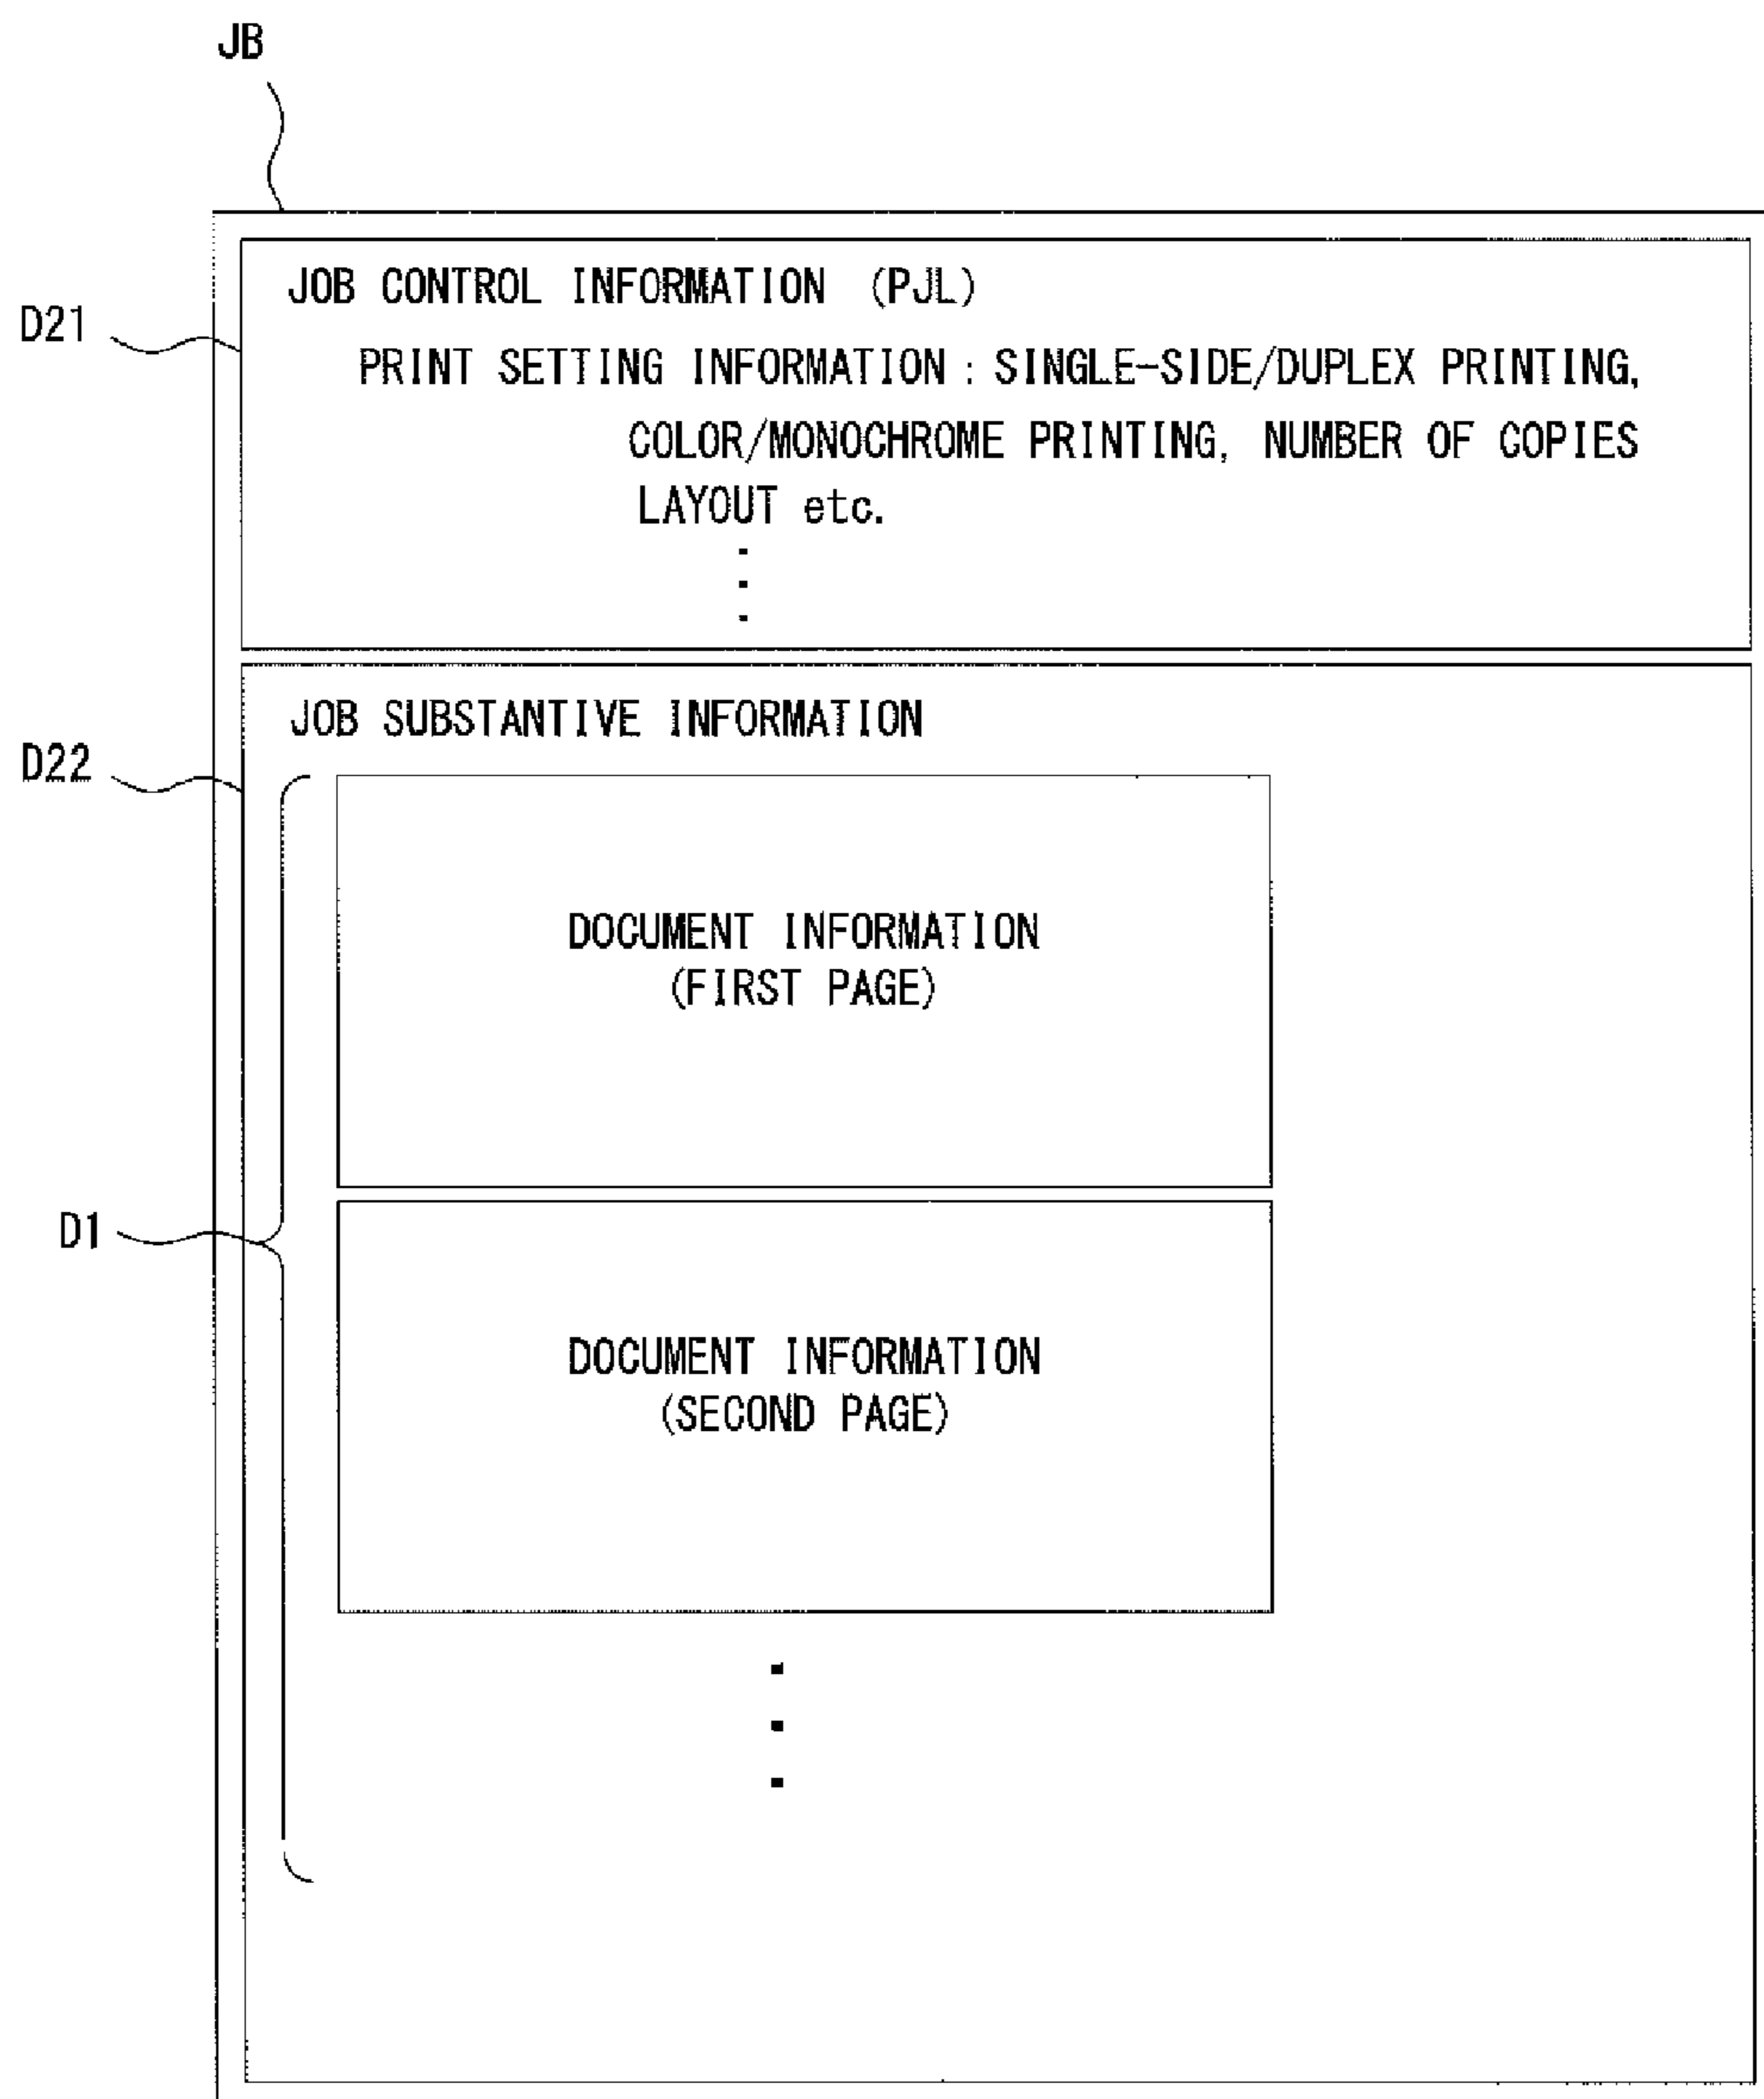 JB
D21
JOB CONTROL INFORMATION (PJL)
PRINT SETTING INFORMATION : SINGLE-SIDE/DUPLEX PRINTING,
COLOR/MONOCHROME PRINTING, NUMBER OF COPIES
LAYOUT etc.
D22
JOB SUBSTANTIVE INFORMATION
DOCUMENT INFORMATION
(FIRST PAGE)
D1
DOCUMENT INFORMATION
(SECOND PAGE)